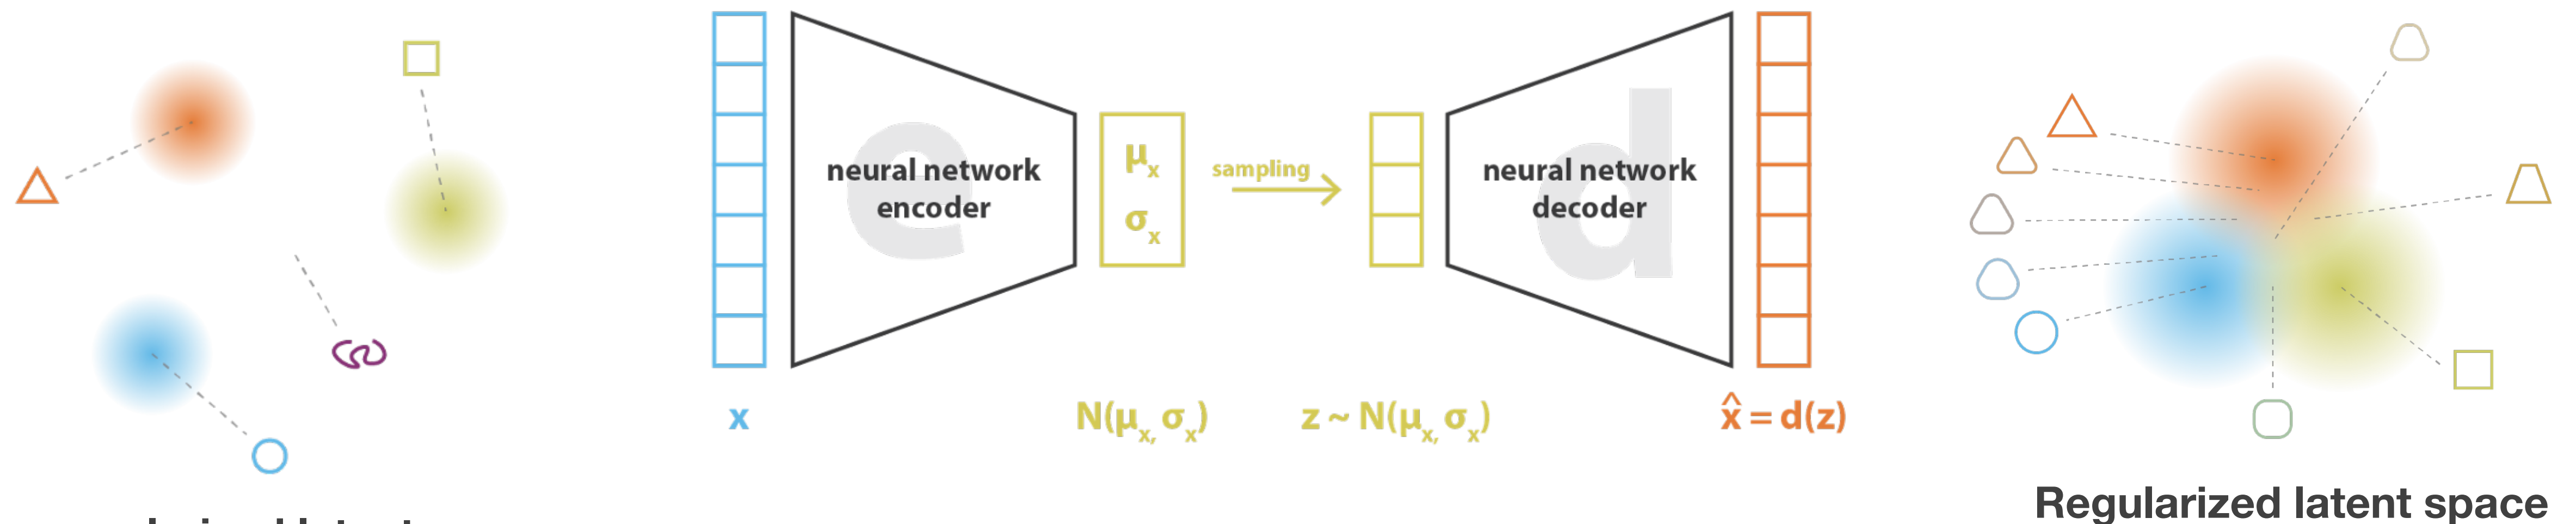 e
neural network
encoder
μx
σx
sampling
d
neural network
decoder
x
N(μx, σx)
z ~ N(μx, σx)
x̂ = d(z)
Regularized latent space